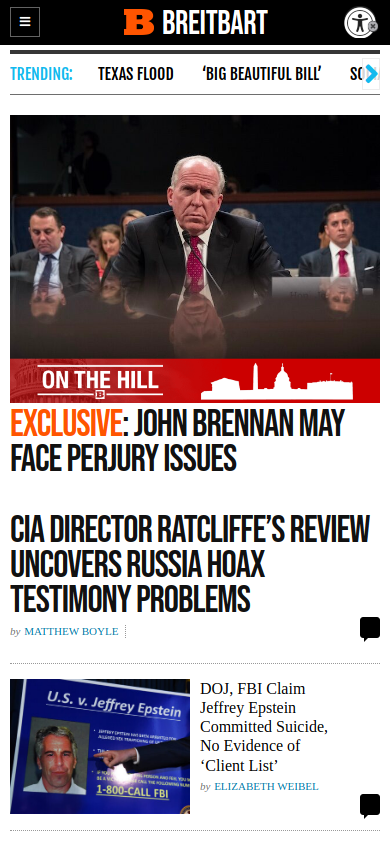 BREITBART
TRENDING: TEXAS FLOOD ‘BIG BEAUTIFUL BILL’
ON THE HILL
B
EXCLUSIVE: JOHN BRENNAN MAY
FACE PERJURY ISSUES
CIA DIRECTOR RATCLIFFE’S REVIEW
UNCOVERS RUSSIA HOAX
TESTIMONY PROBLEMS
by MATTHEW BOYLE
U.S. v. Jeffrey Epstein
1-800-CALL FBI
DOJ, FBI Claim
Jeffrey Epstein
Committed Suicide,
No Evidence of
‘Client List’
by ELIZABETH WEIBEL